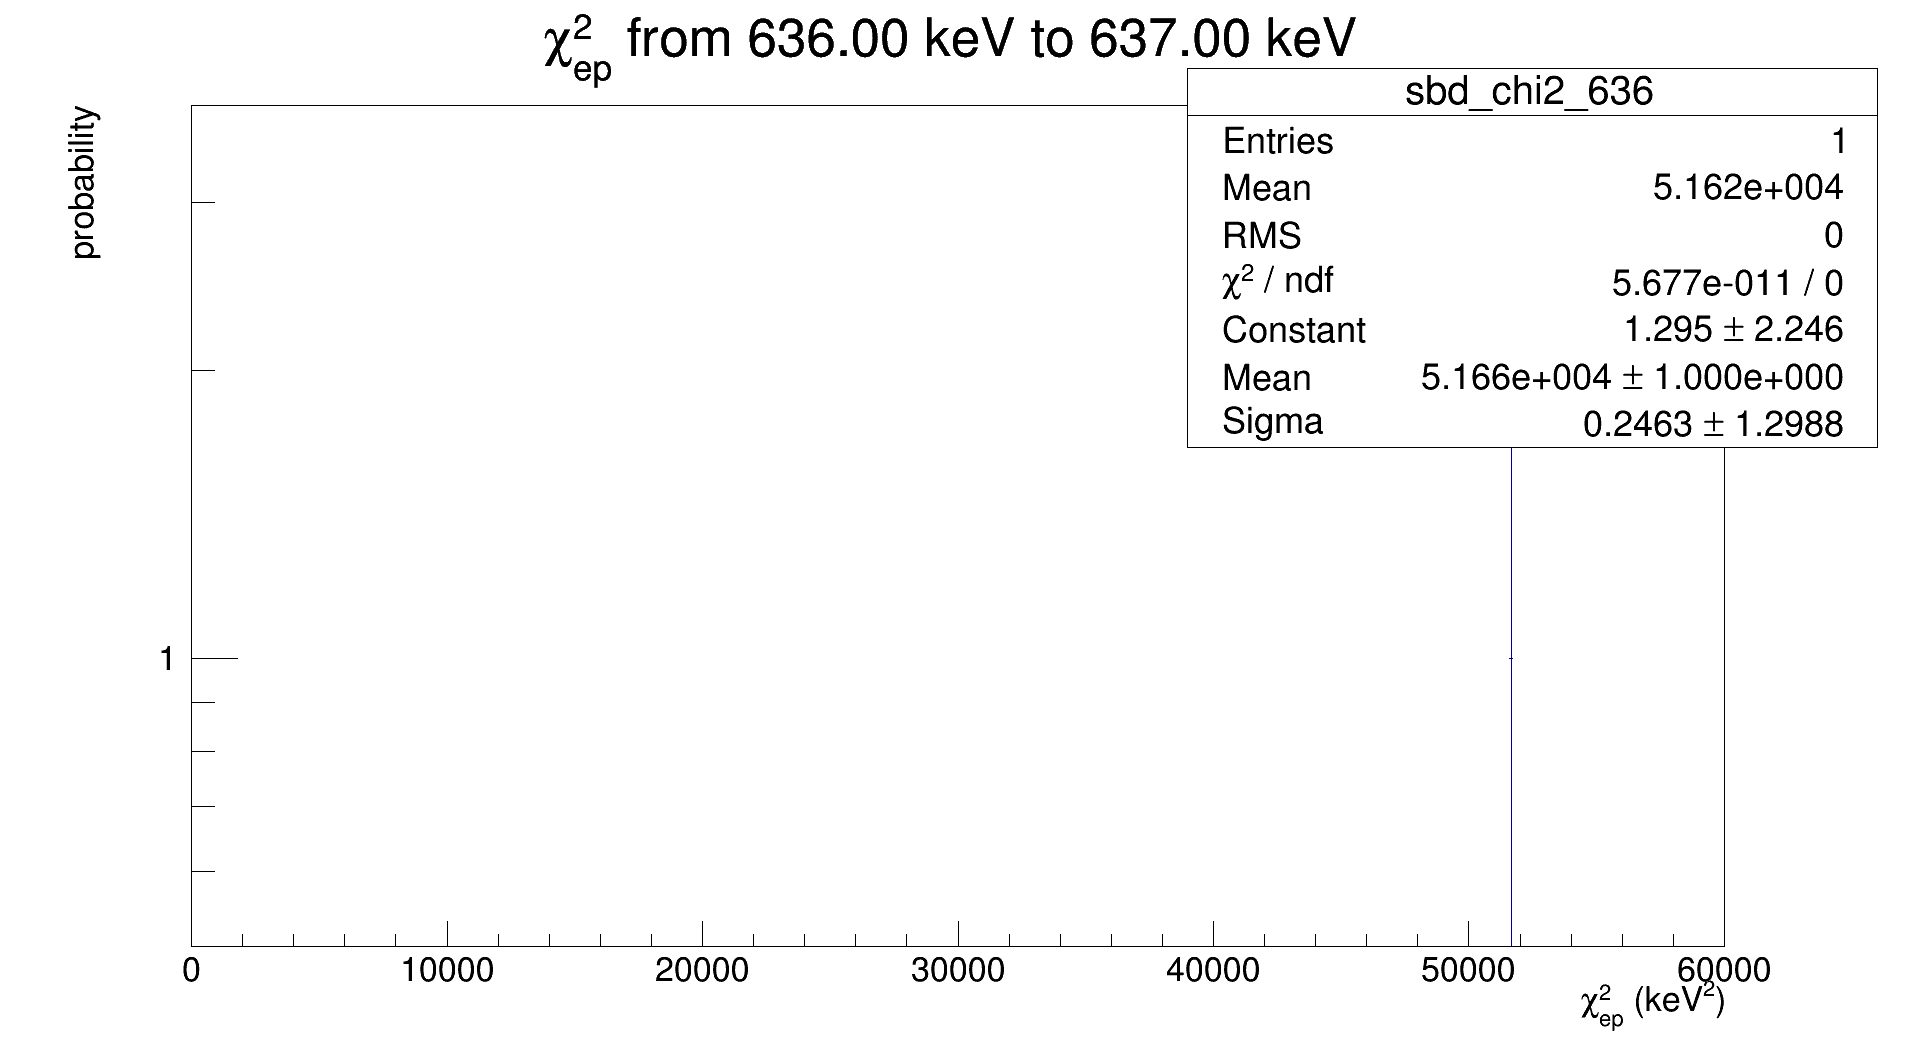 χ²ep from 636.00 keV to 637.00 keV
probability
sbd_chi2_636
Entries 1
Mean 5.162e+004
RMS 0
χ² / ndf 5.677e-011 / 0
Constant 1.295 ± 2.246
Mean 5.166e+004 ± 1.000e+000
Sigma 0.2463 ± 1.2988
1
0 10000 20000 30000 40000 50000 60000
χ²ep (keV²)